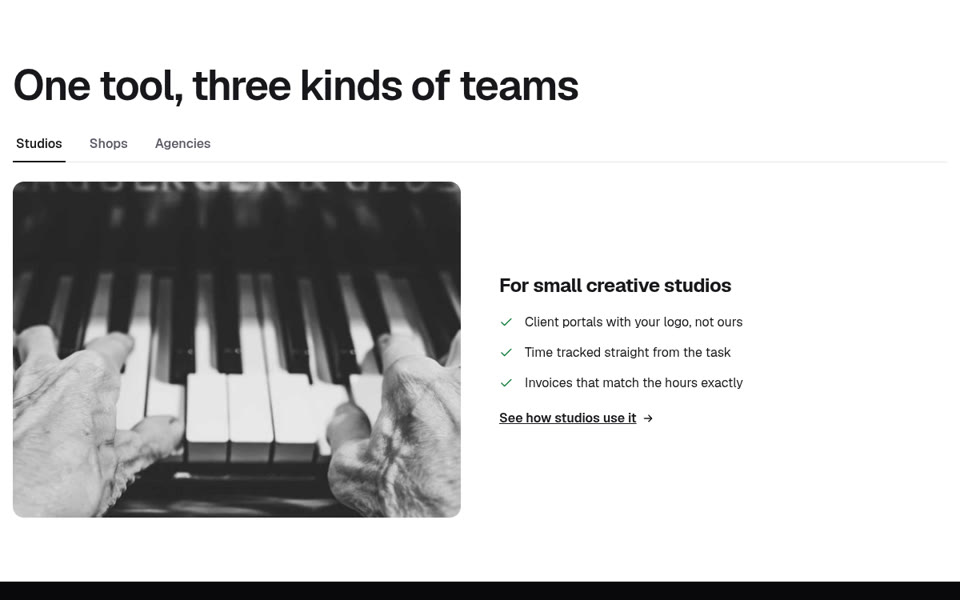 One tool, three kinds of teams
Studios
Shops
Agencies
For small creative studios
Client portals with your logo, not ours
Time tracked straight from the task
Invoices that match the hours exactly
See how studios use it →